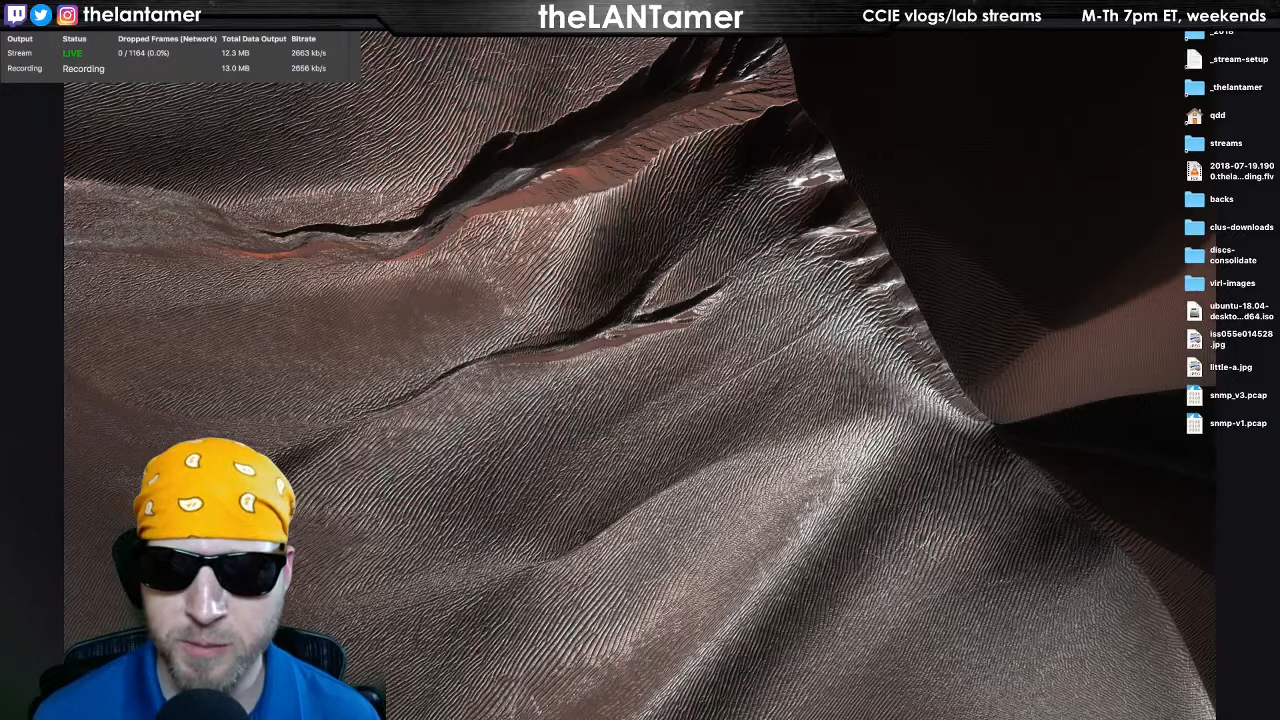 thelantamer
theLANTamer
CCIE vlogs/lab streams
M-Th 7pm ET, weekends
Output Status Dropped Frames (Network) Total Data Output Bitrate
Stream LIVE 0 / 1164 (0.0%) 12.3 MB 2663 kb/s
Recording Recording 13.0 MB 2656 kb/s
_2018
_stream-setup
_thelantamer
qdd
streams
2018-07-19.190
0.thela...ding.flv
backs
clus-downloads
discs-
consolidate
virl-images
ubuntu-18.04-
deskto...d64.iso
iss055e014528
.jpg
little-a.jpg
snmp_v3.pcap
snmp-v1.pcap